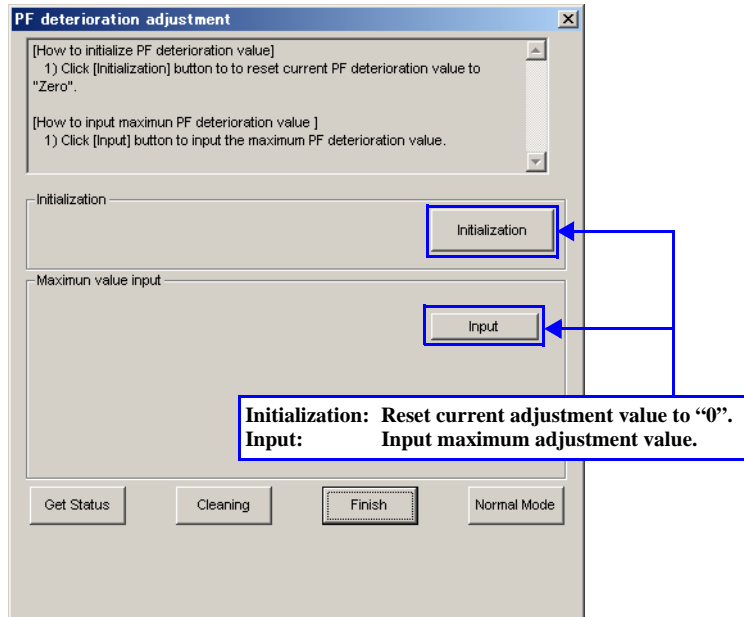 PF deterioration adjustment
[How to initialize PF deterioration value]
1) Click [Initialization] button to to reset current PF deterioration value to
"Zero".
[How to input maximun PF deterioration value ]
1) Click [Input] button to input the maximum PF deterioration value.
Initialization
Initialization
Maximun value input
Input
Initialization: Reset current adjustment value to “0”.
Input: Input maximum adjustment value.
Get Status
Cleaning
Finish
Normal Mode